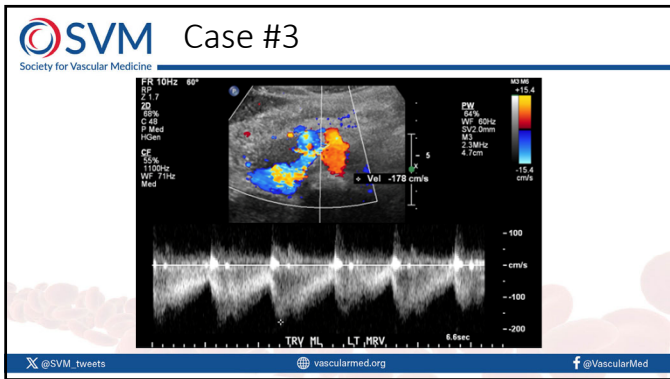 SVM
Society for Vascular Medicine
Case #3
FR 10Hz 60°
RP
Z 1.7
2D
68%
C 48
P Med
HGen
CF
55%
1100Hz
WF 71Hz
Med
P
5
Vel -178 cm/s
PW
64%
WF 60Hz
SV2.0mm
M3
2.3MHz
4.7cm
M3 M6
+15.4
-15.4
cm/s
100
cm/s
-100
-200
TRV ML LT MRV
6.6sec
@SVM_tweets
vascularmed.org
@VascularMed